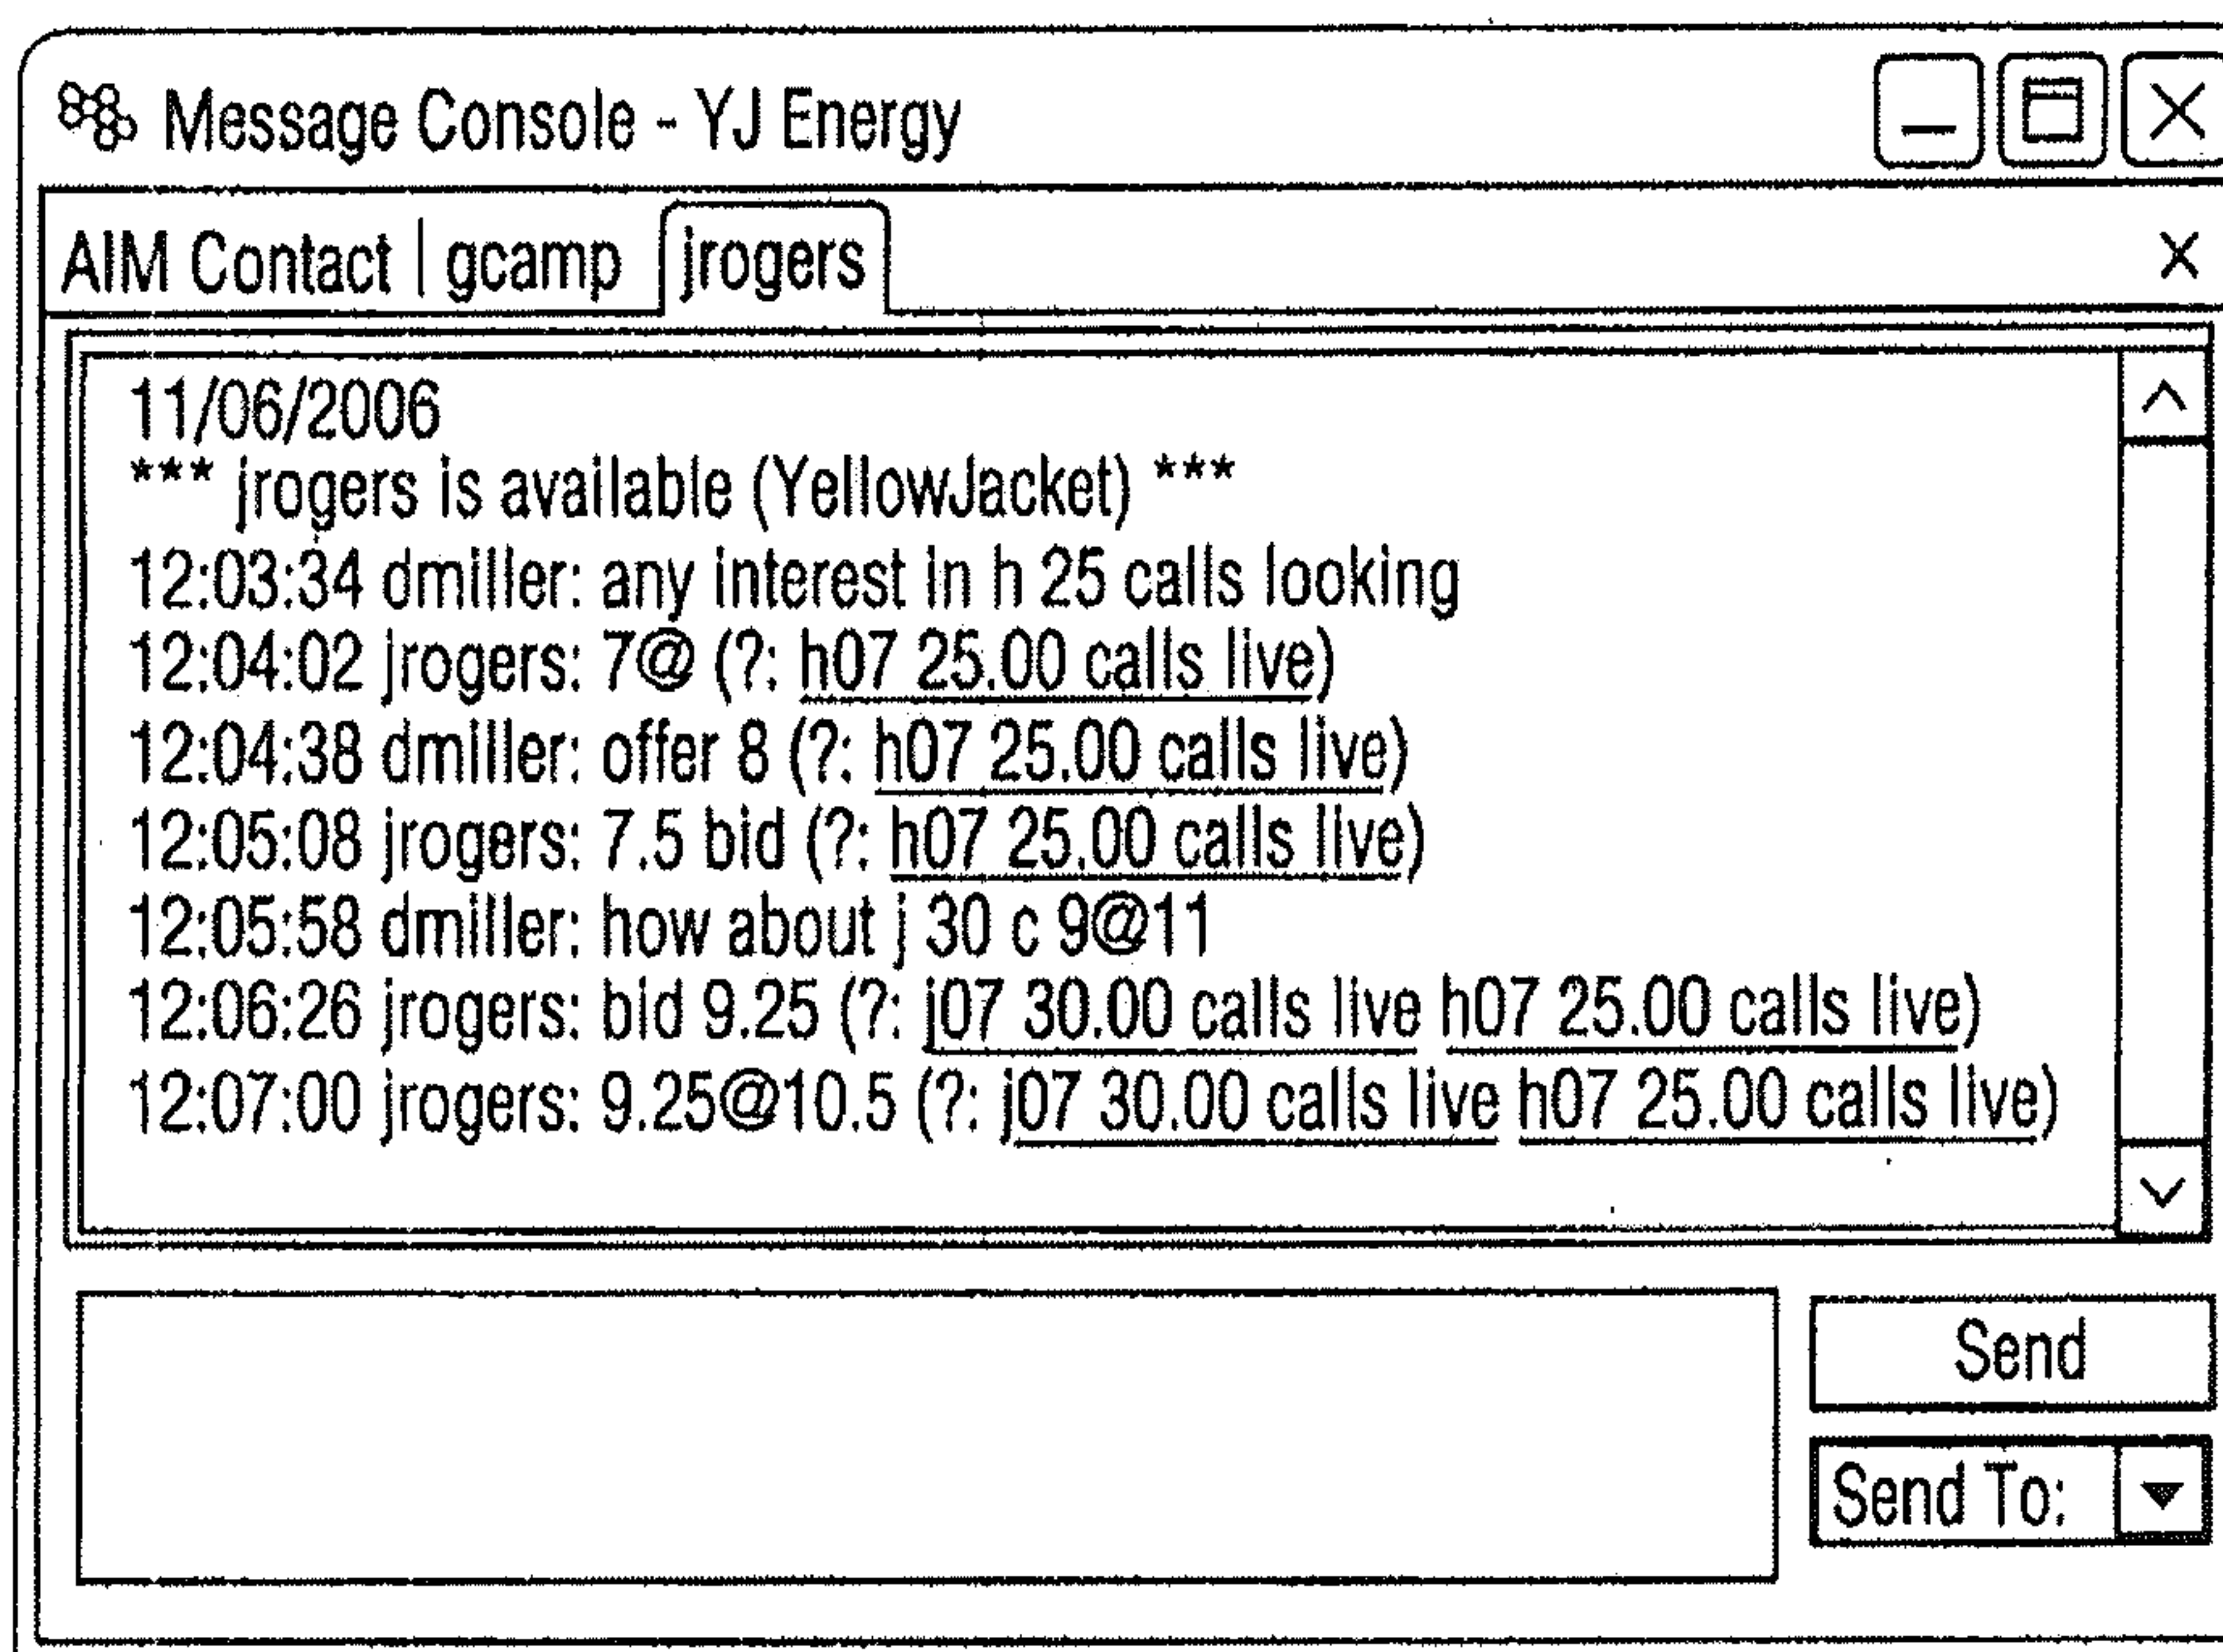 Message Console - YJ Energy
AIM Contact | gcamp jrogers
11/06/2006
*** jrogers is available (YellowJacket) ***
12:03:34 dmiller: any interest in h 25 calls looking
12:04:02 jrogers: 7@ (?: h07 25.00 calls live)
12:04:38 dmiller: offer 8 (?: h07 25.00 calls live)
12:05:08 jrogers: 7.5 bid (?: h07 25.00 calls live)
12:05:58 dmiller: how about j 30 c 9@11
12:06:26 jrogers: bid 9.25 (?: j07 30.00 calls live h07 25.00 calls live)
12:07:00 jrogers: 9.25@10.5 (?: j07 30.00 calls live h07 25.00 calls live)
Send
Send To: